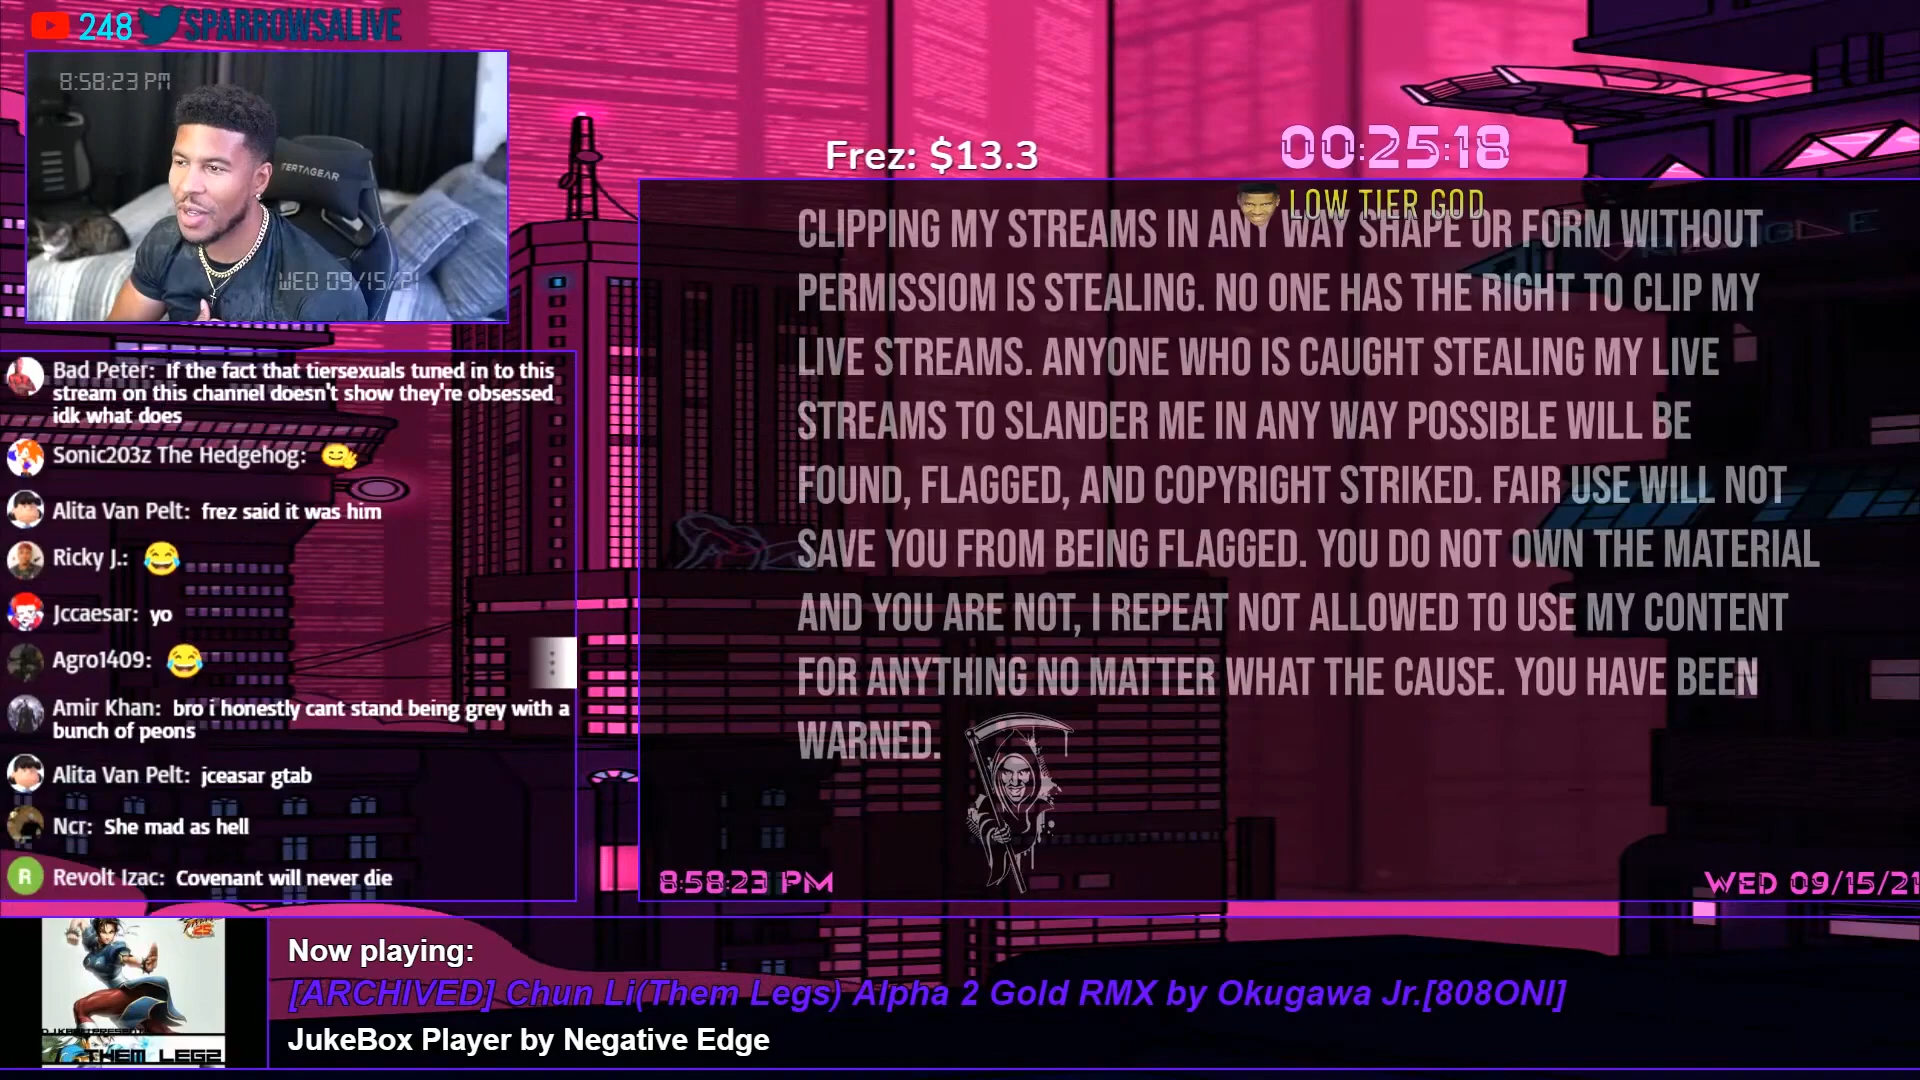 248 SPARROWSALIVE
8:58:23 PM
WED 09/15/21
Frez: $13.3
00:25:18
LOW TIER GOD
CLIPPING MY STREAMS IN ANY WAY SHAPE OR FORM WITHOUT
PERMISSIOM IS STEALING. NO ONE HAS THE RIGHT TO CLIP MY
LIVE STREAMS. ANYONE WHO IS CAUGHT STEALING MY LIVE
STREAMS TO SLANDER ME IN ANY WAY POSSIBLE WILL BE
FOUND, FLAGGED, AND COPYRIGHT STRIKED. FAIR USE WILL NOT
SAVE YOU FROM BEING FLAGGED. YOU DO NOT OWN THE MATERIAL
AND YOU ARE NOT, I REPEAT NOT ALLOWED TO USE MY CONTENT
FOR ANYTHING NO MATTER WHAT THE CAUSE. YOU HAVE BEEN
WARNED.
8:58:23 PM
WED 09/15/21
Bad Peter: If the fact that tiersexuals tuned in to this
stream on this channel doesn't show they're obsessed
idk what does
Sonic203z The Hedgehog: 🤗
Alita Van Pelt: frez said it was him
Ricky J.: 😂
Jccaesar: yo
Agro1409: 😂
Amir Khan: bro i honestly cant stand being grey with a
bunch of peons
Alita Van Pelt: jceasar gtab
Ncr: She mad as hell
R Revolt Izac: Covenant will never die
THEM LEGZ
Now playing:
[ARCHIVED] Chun Li(Them Legs) Alpha 2 Gold RMX by Okugawa Jr.[808ONI]
JukeBox Player by Negative Edge